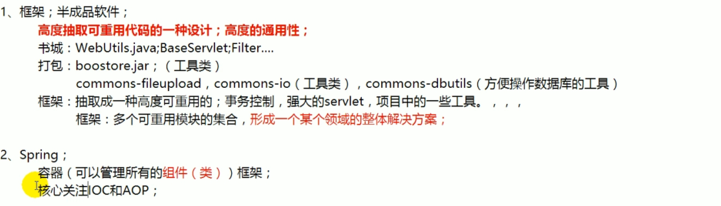 1、框架；半成品软件；
高度抽取可重用代码的一种设计；高度的通用性；
书城：WebUtils.java;BaseServlet;Filter....
打包：boostore.jar；（工具类）
commons-fileupload，commons-io（工具类），commons-dbutils（方便操作数据库的工具）
框架：抽取成一种高度可重用的；事务控制，强大的servlet，项目中的一些工具。，，，
框架：多个可重用模块的集合，形成一个某个领域的整体解决方案；
2、Spring；
容器（可以管理所有的组件（类））框架；
核心关注IOC和AOP；